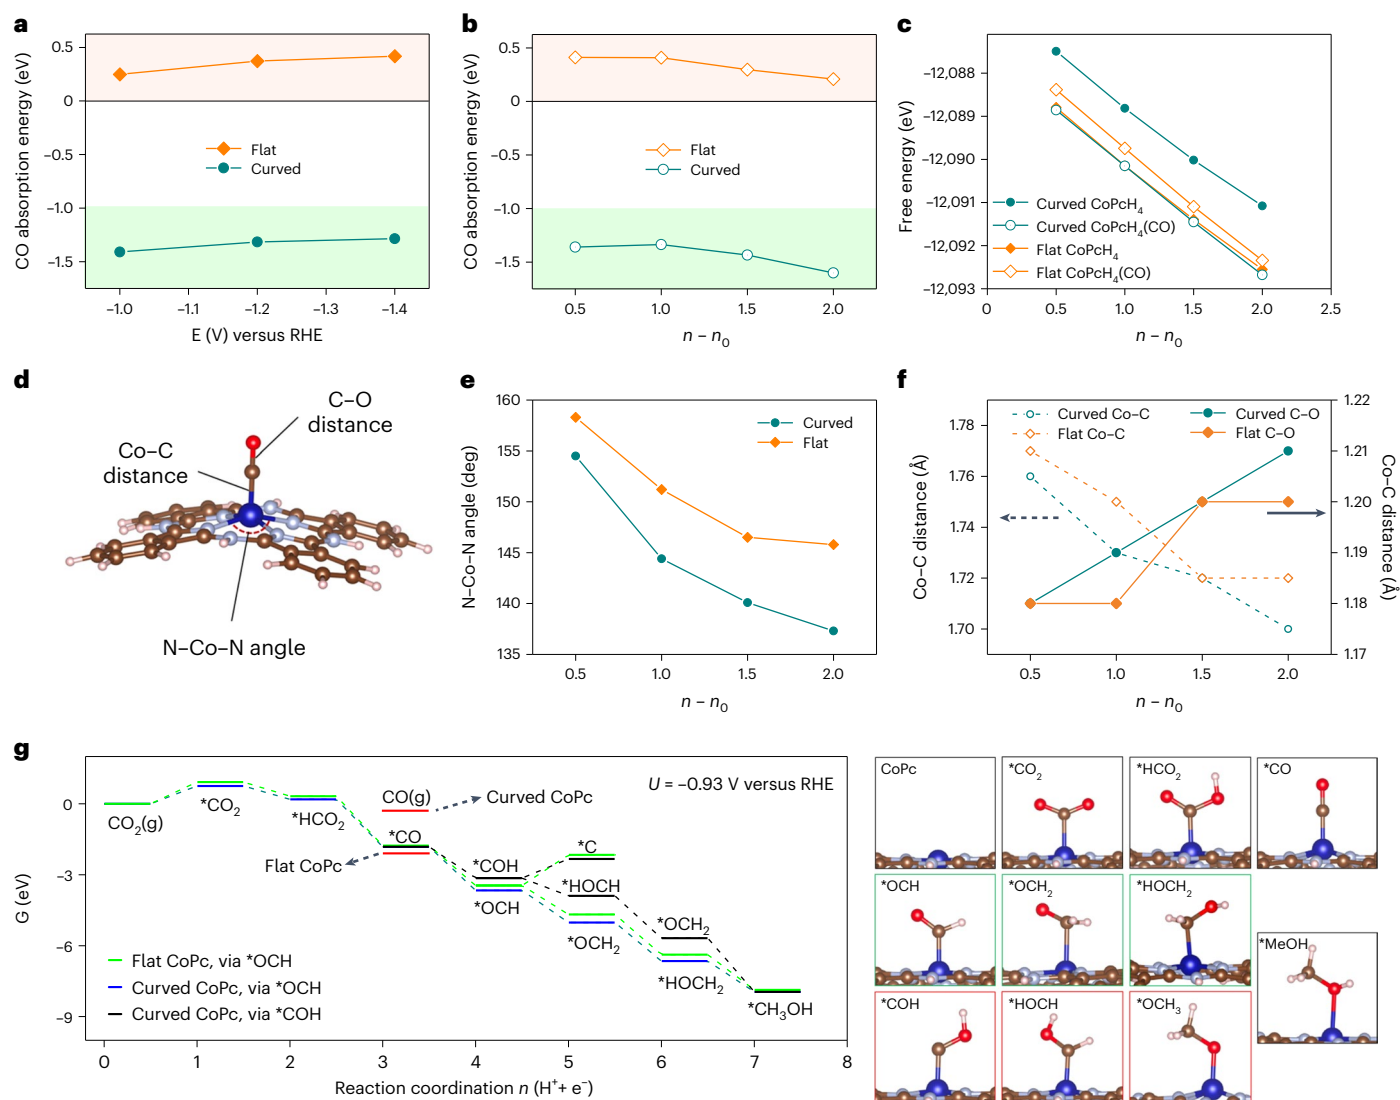 a
0.5
0
−0.5
−1.0
−1.5
CO absorption energy (eV)
Flat
Curved
−1.0
−1.1
−1.2
−1.3
−1.4
E (V) versus RHE
b
0.5
0
−0.5
−1.0
−1.5
CO absorption energy (eV)
Flat
Curved
0.5
1.0
1.5
2.0
n − n0
c
−12,088
−12,089
−12,090
−12,091
−12,092
−12,093
Free energy (eV)
Curved CoPcH4
Curved CoPcH4(CO)
Flat CoPcH4
Flat CoPcH4(CO)
0
0.5
1.0
1.5
2.0
2.5
n − n0
d
C–O
distance
Co–C
distance
N–Co–N angle
e
160
155
150
145
140
135
N–Co–N angle (deg)
Curved
Flat
0.5
1.0
1.5
2.0
n − n0
f
1.78
1.76
1.74
1.72
1.70
Co–C distance (Å)
Curved Co–C
Flat Co–C
Curved C–O
Flat C–O
1.22
1.21
1.20
1.19
1.18
1.17
Co–C distance (Å)
0.5
1.0
1.5
2.0
n − n0
g
0
−3
−6
−9
G (eV)
U = −0.93 V versus RHE
CO2(g)
*CO2
*HCO2
CO(g)
Curved CoPc
*CO
Flat CoPc
*COH
*OCH
*C
*HOCH
*OCH2
*OCH2
*HOCH2
*CH3OH
Flat CoPc, via *OCH
Curved CoPc, via *OCH
Curved CoPc, via *COH
0
1
2
3
4
5
6
7
8
Reaction coordination n (H+ + e−)
CoPc
*CO2
*HCO2
*CO
*OCH
*OCH2
*HOCH2
*MeOH
*COH
*HOCH
*OCH3